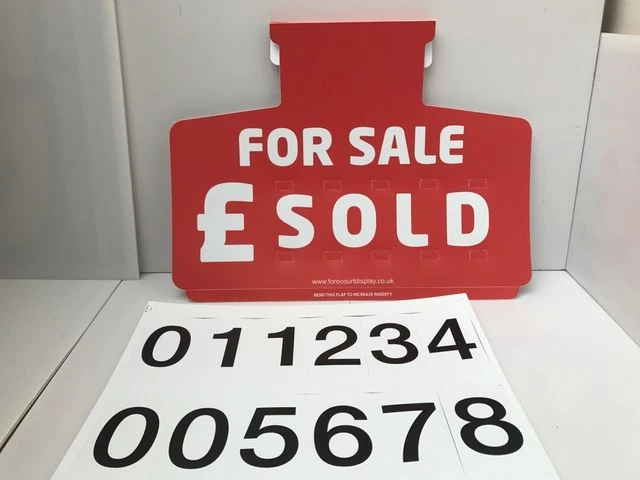 FOR SALE
£ SOLD
www.forecourtdisplay.co.uk
BEND THIS FLAP TO INCREASE RIGIDITY
011234
005678